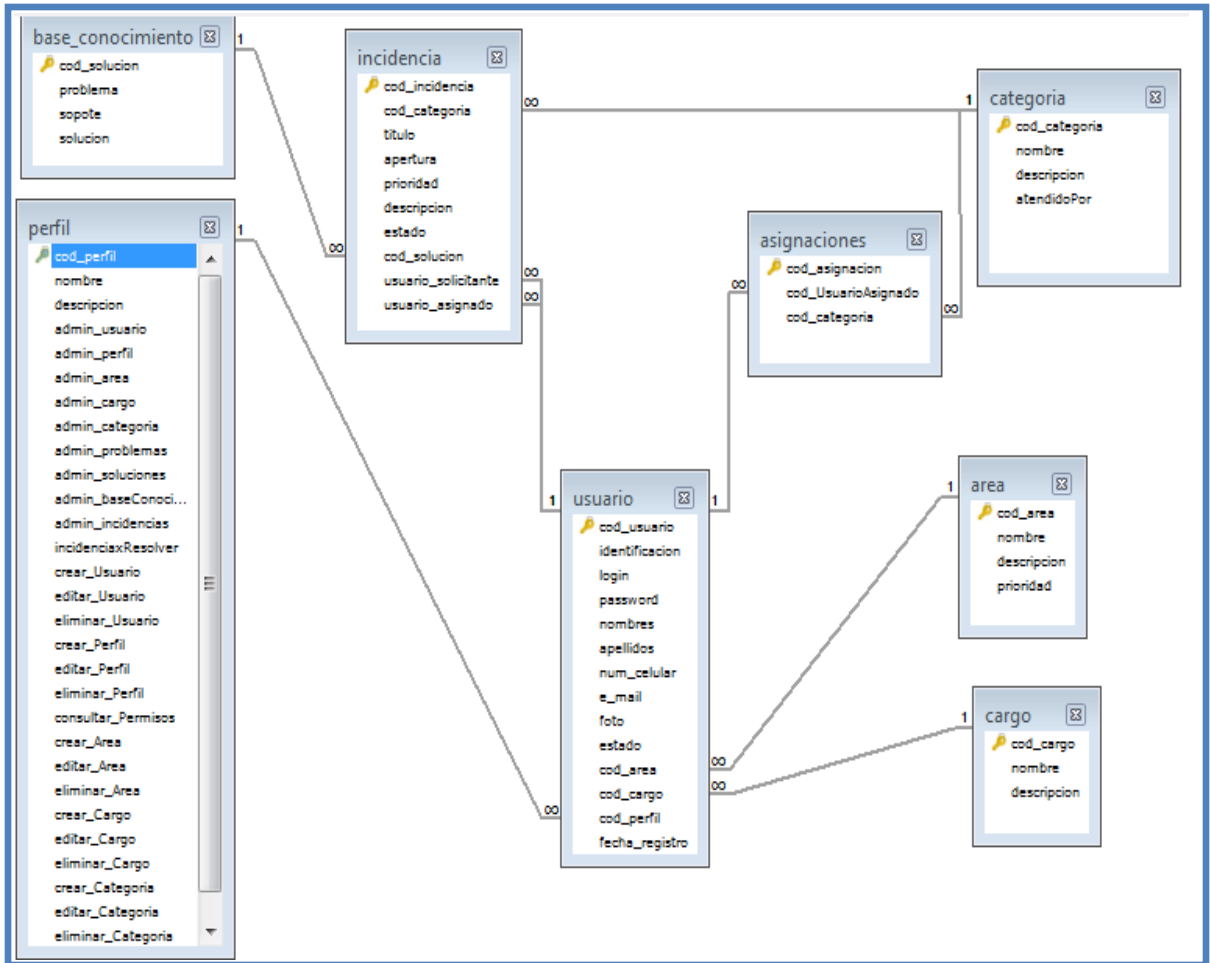 base_conocimiento
cod_solucion
problema
sopote
solucion
1
∞
perfil
cod_perfil
nombre
descripcion
admin_usuario
admin_perfil
admin_area
admin_cargo
admin_categoria
admin_problemas
admin_soluciones
admin_baseConoci...
admin_incidencias
incidenciaxResolver
crear_Usuario
editar_Usuario
eliminar_Usuario
crear_Perfil
editar_Perfil
eliminar_Perfil
consultar_Permisos
crear_Area
editar_Area
eliminar_Area
crear_Cargo
editar_Cargo
eliminar_Cargo
crear_Categoria
editar_Categoria
eliminar_Categoria
1
∞
incidencia
cod_incidencia
cod_categoria
titulo
apertura
prioridad
descripcion
estado
cod_solucion
usuario_solicitante
usuario_asignado
∞
∞
∞
1
1
categoria
cod_categoria
nombre
descripcion
atendidoPor
asignaciones
cod_asignacion
cod_UsuarioAsignado
cod_categoria
∞
∞
1
usuario
cod_usuario
identificacion
login
password
nombres
apellidos
num_celular
e_mail
foto
estado
cod_area
cod_cargo
cod_perfil
fecha_registro
∞
∞
1
area
cod_area
nombre
descripcion
prioridad
1
cargo
cod_cargo
nombre
descripcion